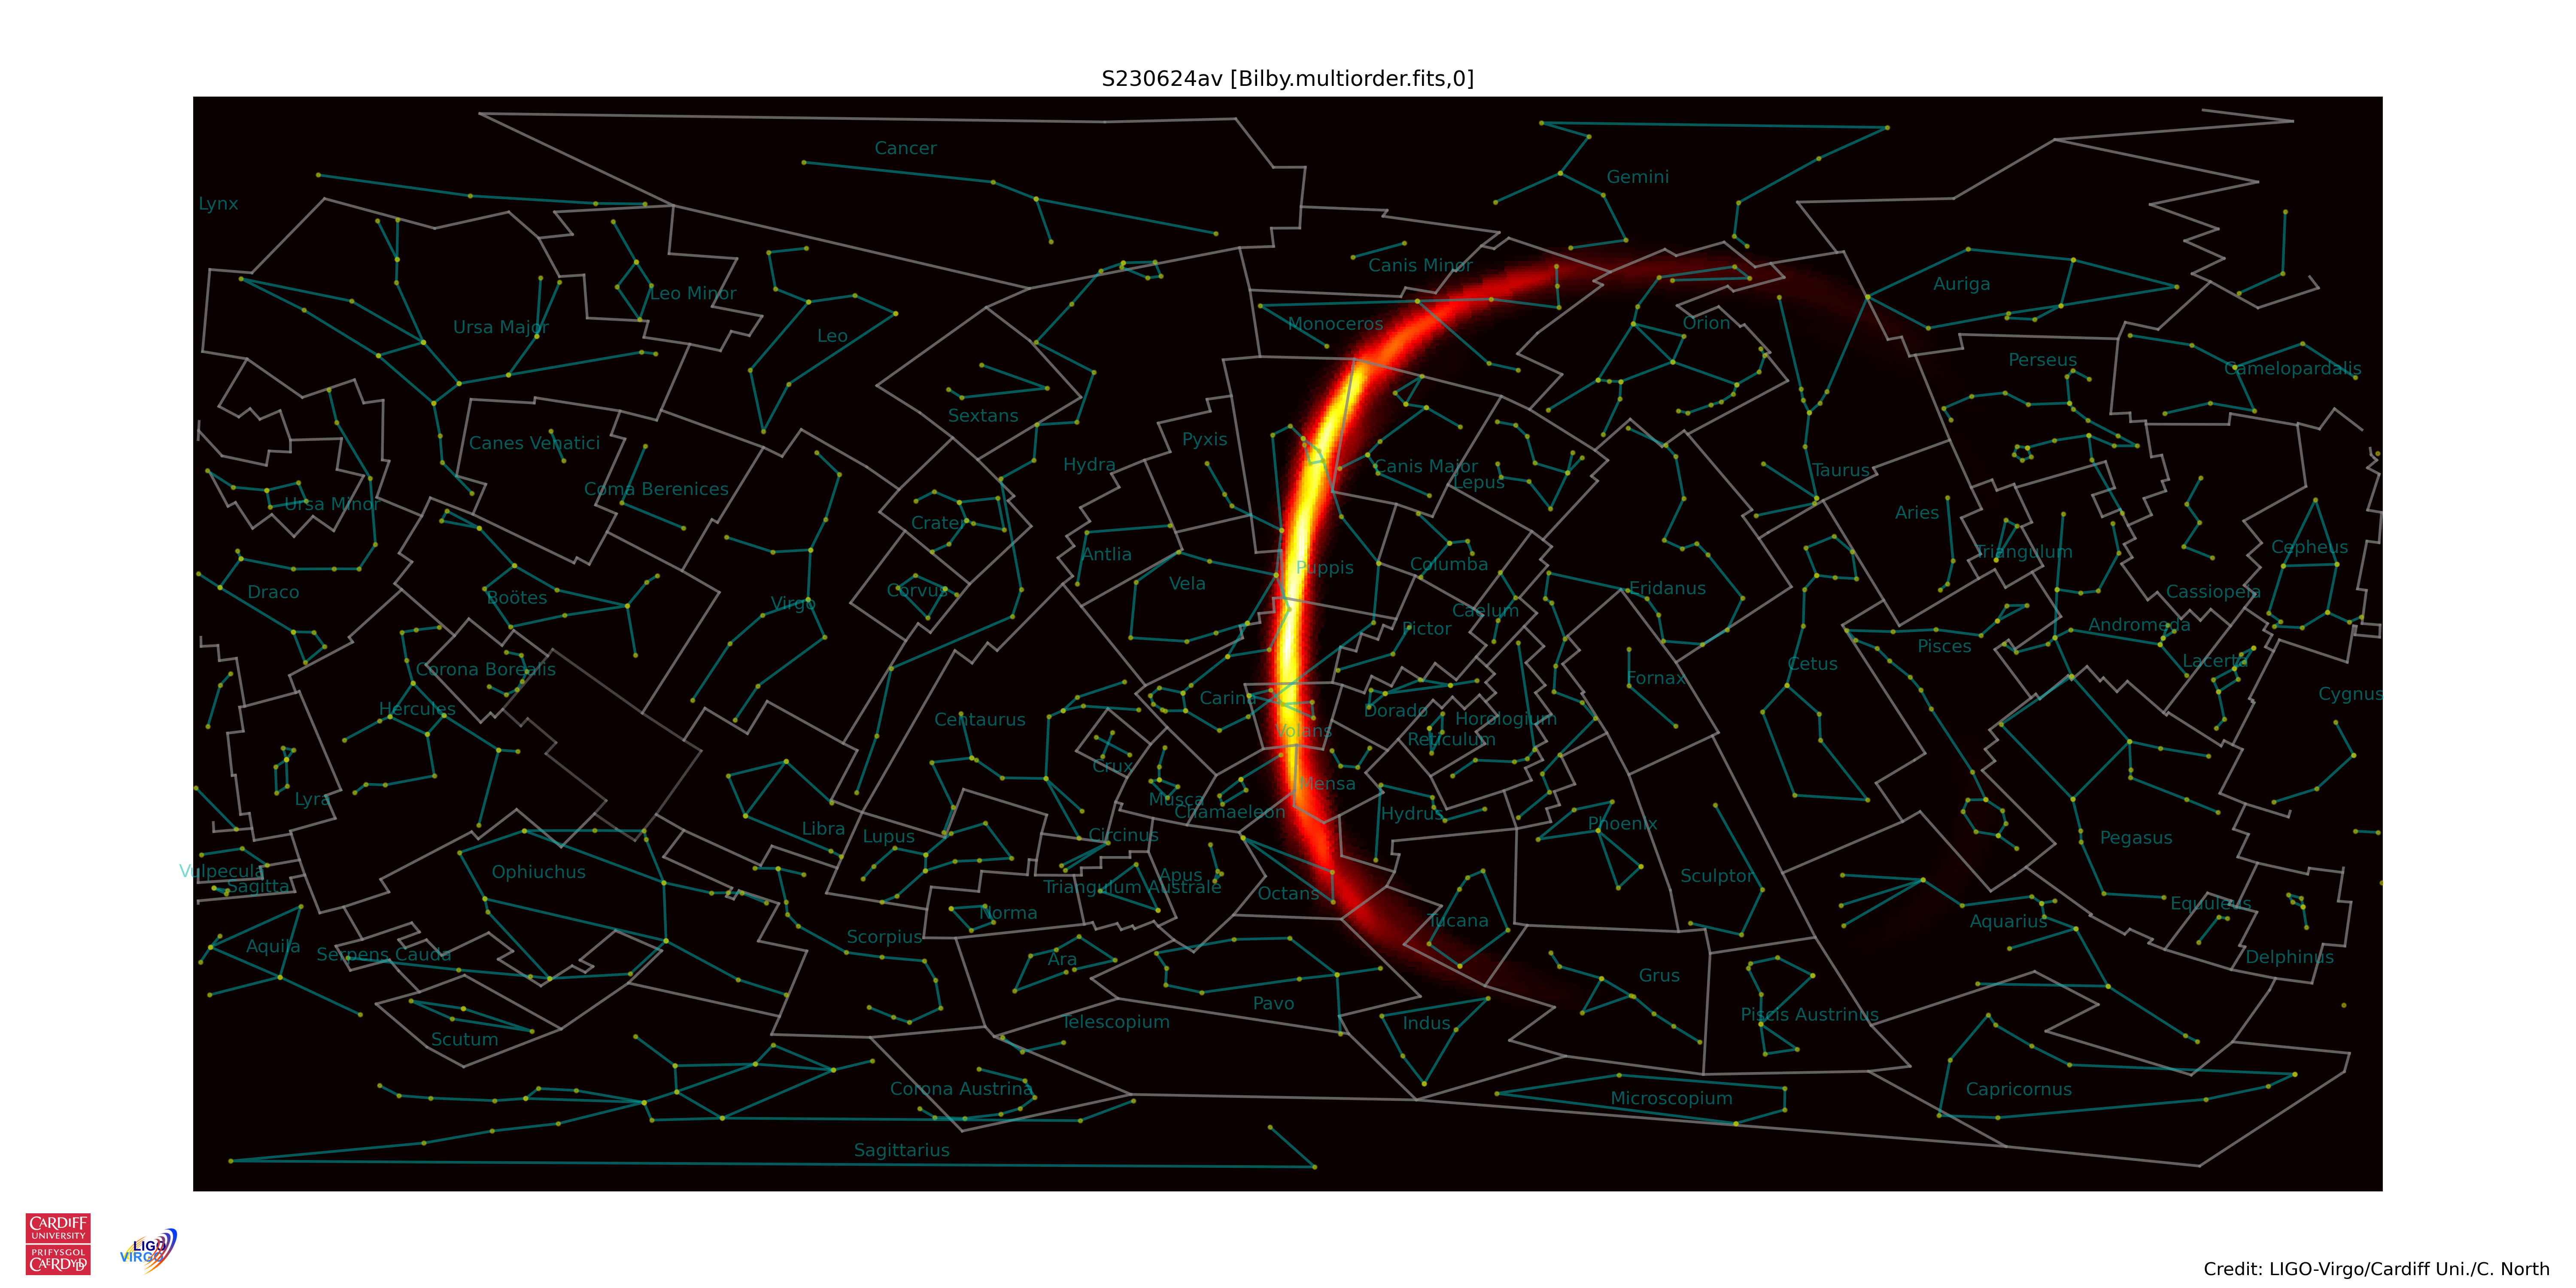 S230624av [Bilby.multiorder.fits,0]
Cancer
Gemini
Lynx
Canis Minor
Auriga
Leo Minor
Ursa Major
Leo
Monoceros
Orion
Perseus
Camelopardalis
Sextans
Canes Venatici
Pyxis
Hydra
Canis Major
Lepus
Taurus
Coma Berenices
Ursa Minor
Crater
Aries
Antlia
Triangulum
Cepheus
Puppis
Columba
Vela
Draco
Boötes
Virgo
Corvus
Eridanus
Cassiopeia
Caelum
Pictor
Andromeda
Pisces
Corona Borealis
Cetus
Lacerta
Fornax
Cygnus
Carina
Hercules
Centaurus
Dorado
Horologium
Volans
Reticulum
Crux
Mensa
Lyra
Musca
Chamaeleon
Hydrus
Libra
Lupus
Circinus
Phoenix
Pegasus
Vulpecula
Sagitta
Ophiuchus
Triangulum Australe
Apus
Octans
Sculptor
Norma
Tucana
Equuleus
Aquarius
Aquila
Serpens Cauda
Scorpius
Ara
Delphinus
Grus
Pavo
Telescopium
Indus
Piscis Austrinus
Scutum
Corona Austrina
Microscopium
Capricornus
Sagittarius
CARDIFF
UNIVERSITY
PRIFYSGOL
CAERDYDD
LIGO
VIRGO
Credit: LIGO-Virgo/Cardiff Uni./C. North